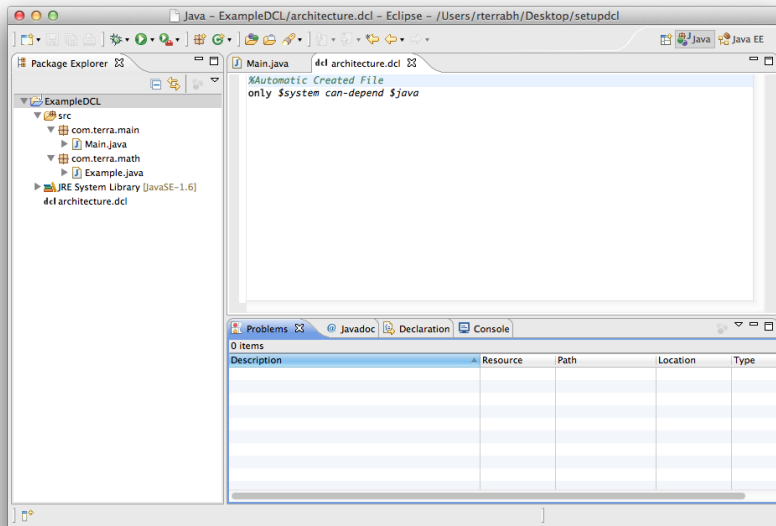 Java - ExampleDCL/architecture.dcl - Eclipse - /Users/rterrabh/Desktop/setupdcl
Java
Java EE
Package Explorer
ExampleDCL
src
com.terra.main
Main.java
com.terra.math
Example.java
JRE System Library [JavaSE-1.6]
dcl architecture.dcl
Main.java
dcl architecture.dcl
%Automatic Created File
only $system can-depend $java
Problems
@ Javadoc
Declaration
Console
0 items
Description Resource Path Location Type